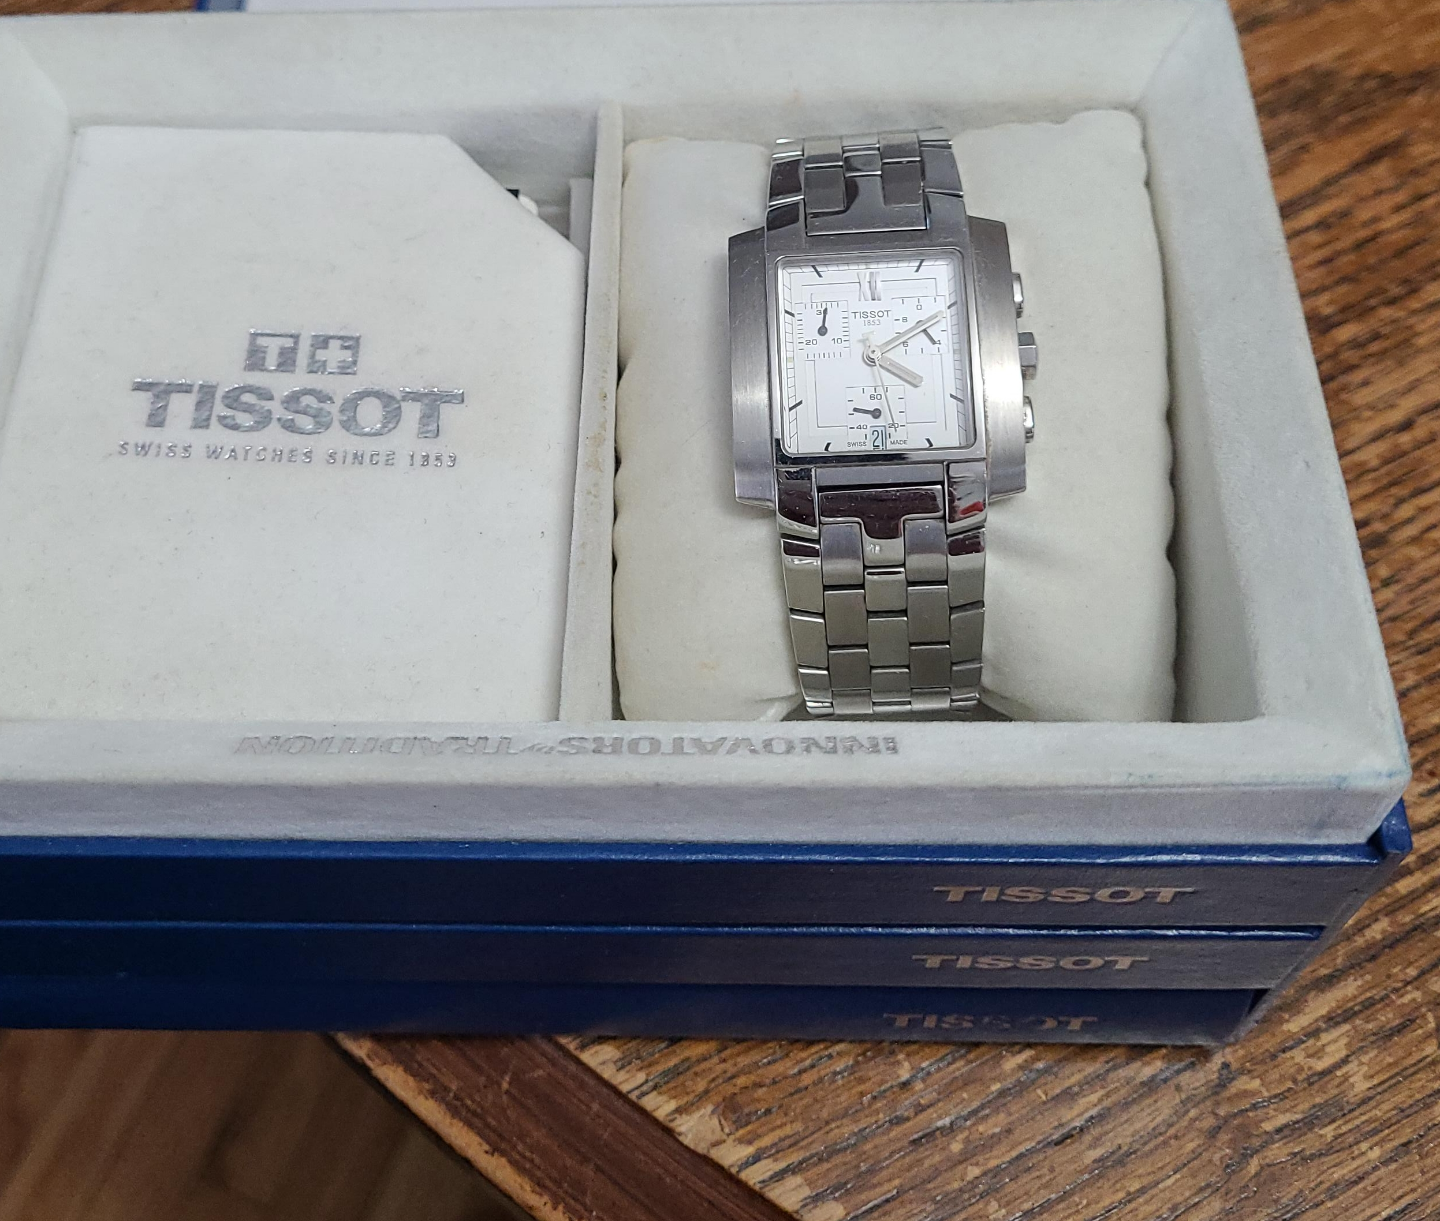 TISSOT
SWISS WATCHES SINCE 1853
30
20 10
TISSOT
1853
8 0
6 4
60
40 20
SWISS 21 MADE
INNOVATORS BY TRADITION
TISSOT
TISSOT
TISSOT